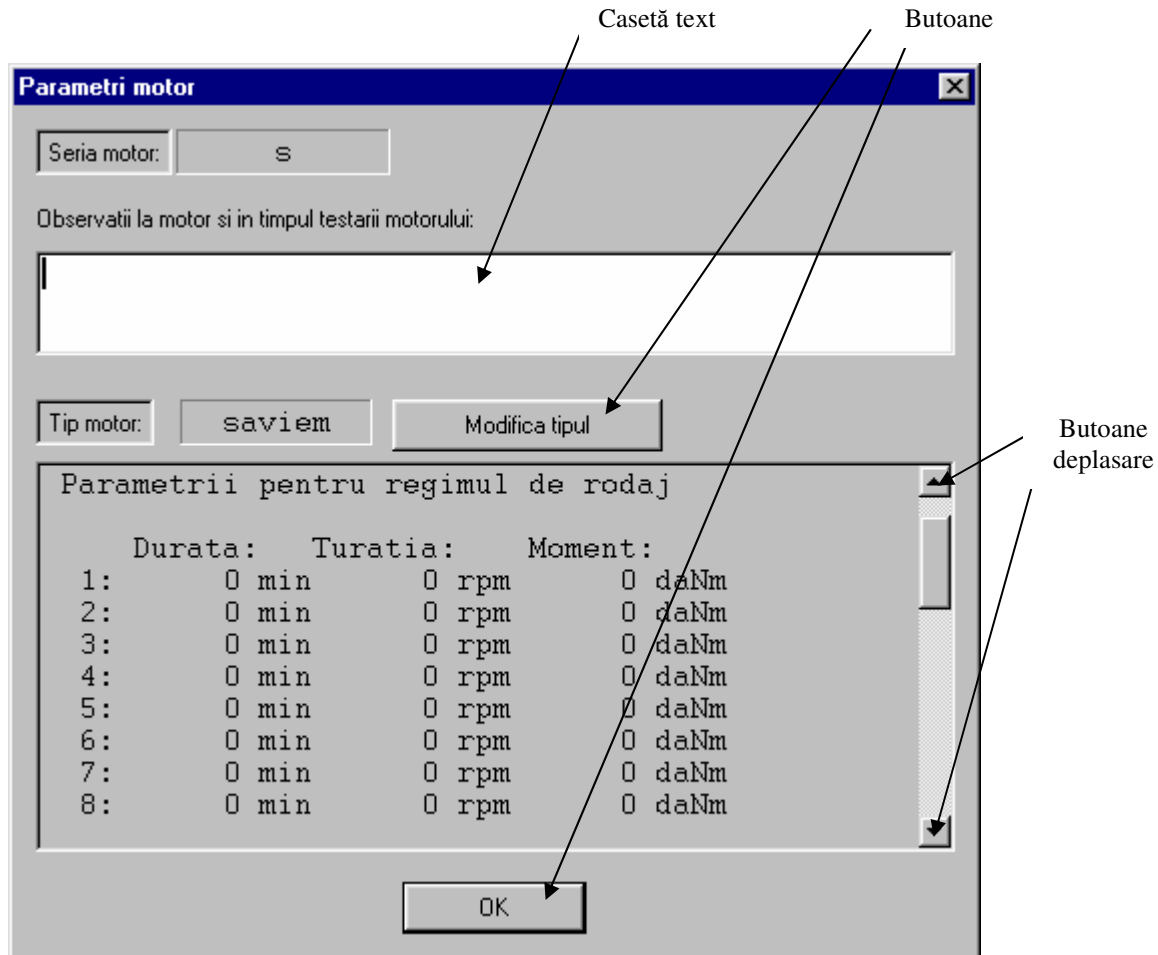 Casetă text Butoane
Parametri motor
Seria motor: s
Observatii la motor si in timpul testarii motorului:
Tip motor: saviem Modifica tipul
Butoane
deplasare
Parametrii pentru regimul de rodaj
Durata: Turatia: Moment:
1: 0 min 0 rpm 0 daNm
2: 0 min 0 rpm 0 daNm
3: 0 min 0 rpm 0 daNm
4: 0 min 0 rpm 0 daNm
5: 0 min 0 rpm 0 daNm
6: 0 min 0 rpm 0 daNm
7: 0 min 0 rpm 0 daNm
8: 0 min 0 rpm 0 daNm
OK